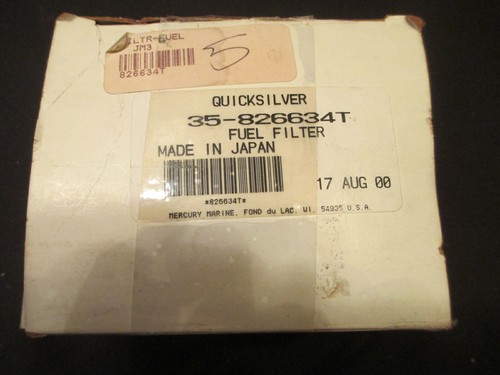 ILTR-FUEL
JM3
826634T
5
QUICKSILVER
35-826634T
FUEL FILTER
MADE IN JAPAN
17 AUG 00
*826634T*
MERCURY MARINE, FOND du LAC, WI. 54935 U.S.A.